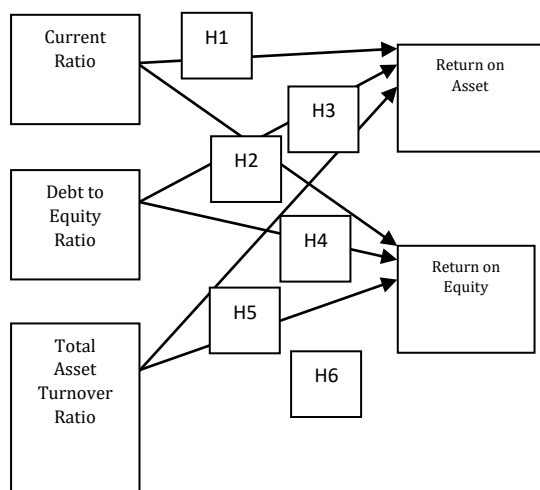 Current
Ratio
H1
Return on
Asset
H3
H2
Debt to
Equity
Ratio
H4
Return on
Equity
H5
Total
Asset
Turnover
Ratio
H6